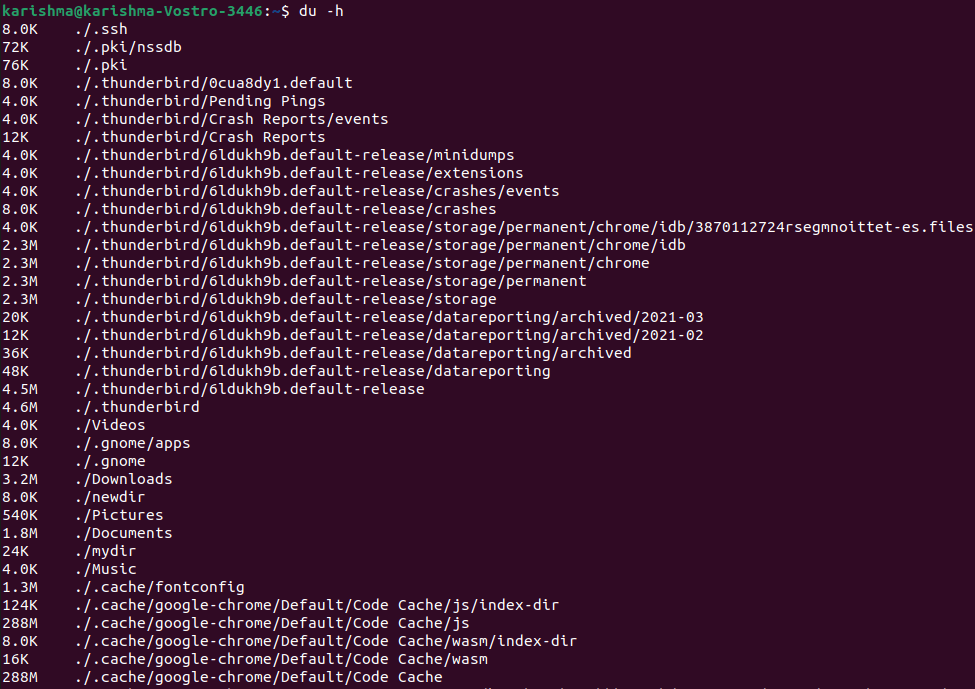 karishma@karishma-Vostro-3446:~$ du -h
8.0K    ./.ssh
72K     ./.pki/nssdb
76K     ./.pki
8.0K    ./.thunderbird/0cua8dy1.default
4.0K    ./.thunderbird/Pending Pings
4.0K    ./.thunderbird/Crash Reports/events
12K     ./.thunderbird/Crash Reports
4.0K    ./.thunderbird/6ldukh9b.default-release/minidumps
4.0K    ./.thunderbird/6ldukh9b.default-release/extensions
4.0K    ./.thunderbird/6ldukh9b.default-release/crashes/events
8.0K    ./.thunderbird/6ldukh9b.default-release/crashes
4.0K    ./.thunderbird/6ldukh9b.default-release/storage/permanent/chrome/idb/3870112724rsegmnoittet-es.files
2.3M    ./.thunderbird/6ldukh9b.default-release/storage/permanent/chrome/idb
2.3M    ./.thunderbird/6ldukh9b.default-release/storage/permanent/chrome
2.3M    ./.thunderbird/6ldukh9b.default-release/storage/permanent
2.3M    ./.thunderbird/6ldukh9b.default-release/storage
20K     ./.thunderbird/6ldukh9b.default-release/datareporting/archived/2021-03
12K     ./.thunderbird/6ldukh9b.default-release/datareporting/archived/2021-02
36K     ./.thunderbird/6ldukh9b.default-release/datareporting/archived
48K     ./.thunderbird/6ldukh9b.default-release/datareporting
4.5M    ./.thunderbird/6ldukh9b.default-release
4.6M    ./.thunderbird
4.0K    ./Videos
8.0K    ./.gnome/apps
12K     ./.gnome
3.2M    ./Downloads
8.0K    ./newdir
540K    ./Pictures
1.8M    ./Documents
24K     ./mydir
4.0K    ./Music
1.3M    ./.cache/fontconfig
124K    ./.cache/google-chrome/Default/Code Cache/js/index-dir
288M    ./.cache/google-chrome/Default/Code Cache/js
8.0K    ./.cache/google-chrome/Default/Code Cache/wasm/index-dir
16K     ./.cache/google-chrome/Default/Code Cache/wasm
288M    ./.cache/google-chrome/Default/Code Cache